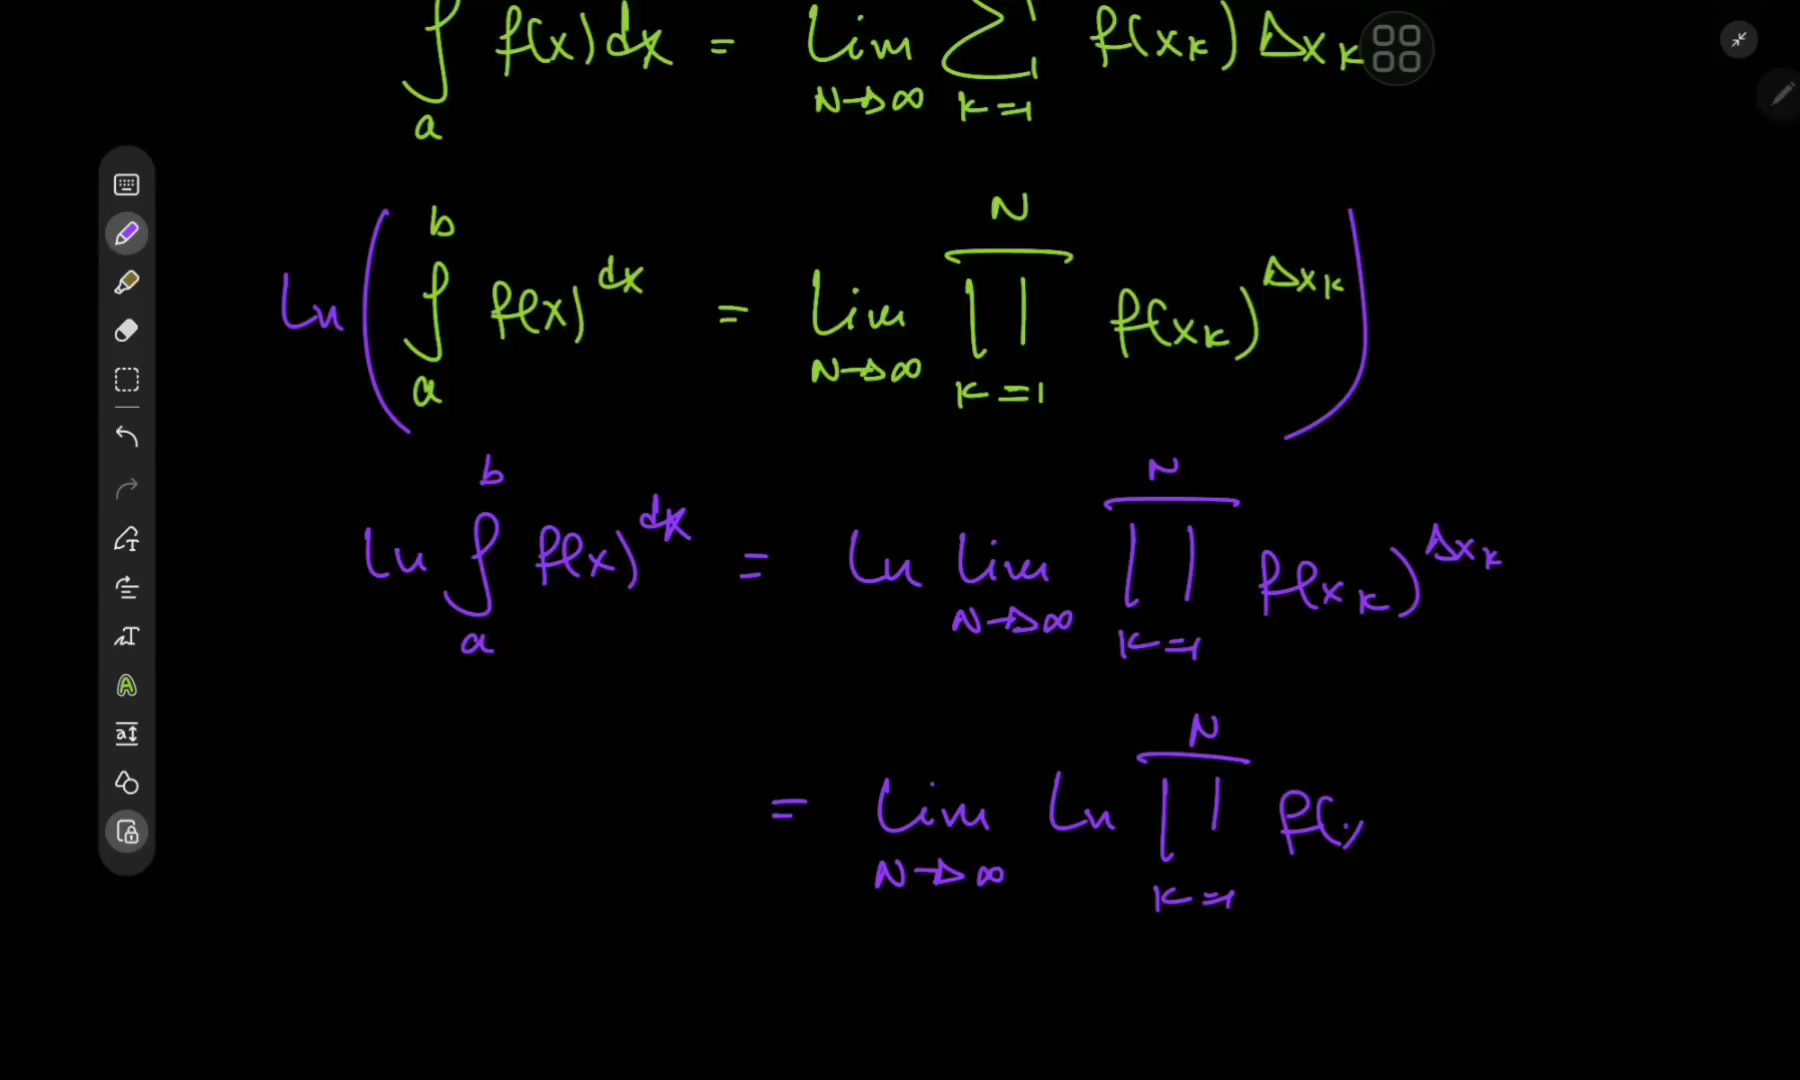 ∫_a f(x) dx = Lim_{N→∞} Σ_{k=1} f(x_k) Δx_k
Ln( ∫_a^b f(x)^{dx} = Lim_{N→∞} ∏_{k=1}^N f(x_k)^{Δx_k} )
Ln ∫_a^b f(x)^{dx} = Ln Lim_{N→∞} ∏_{k=1}^N f(x_k)^{Δx_k}
= Lim_{N→∞} Ln ∏_{k=1}^N f(